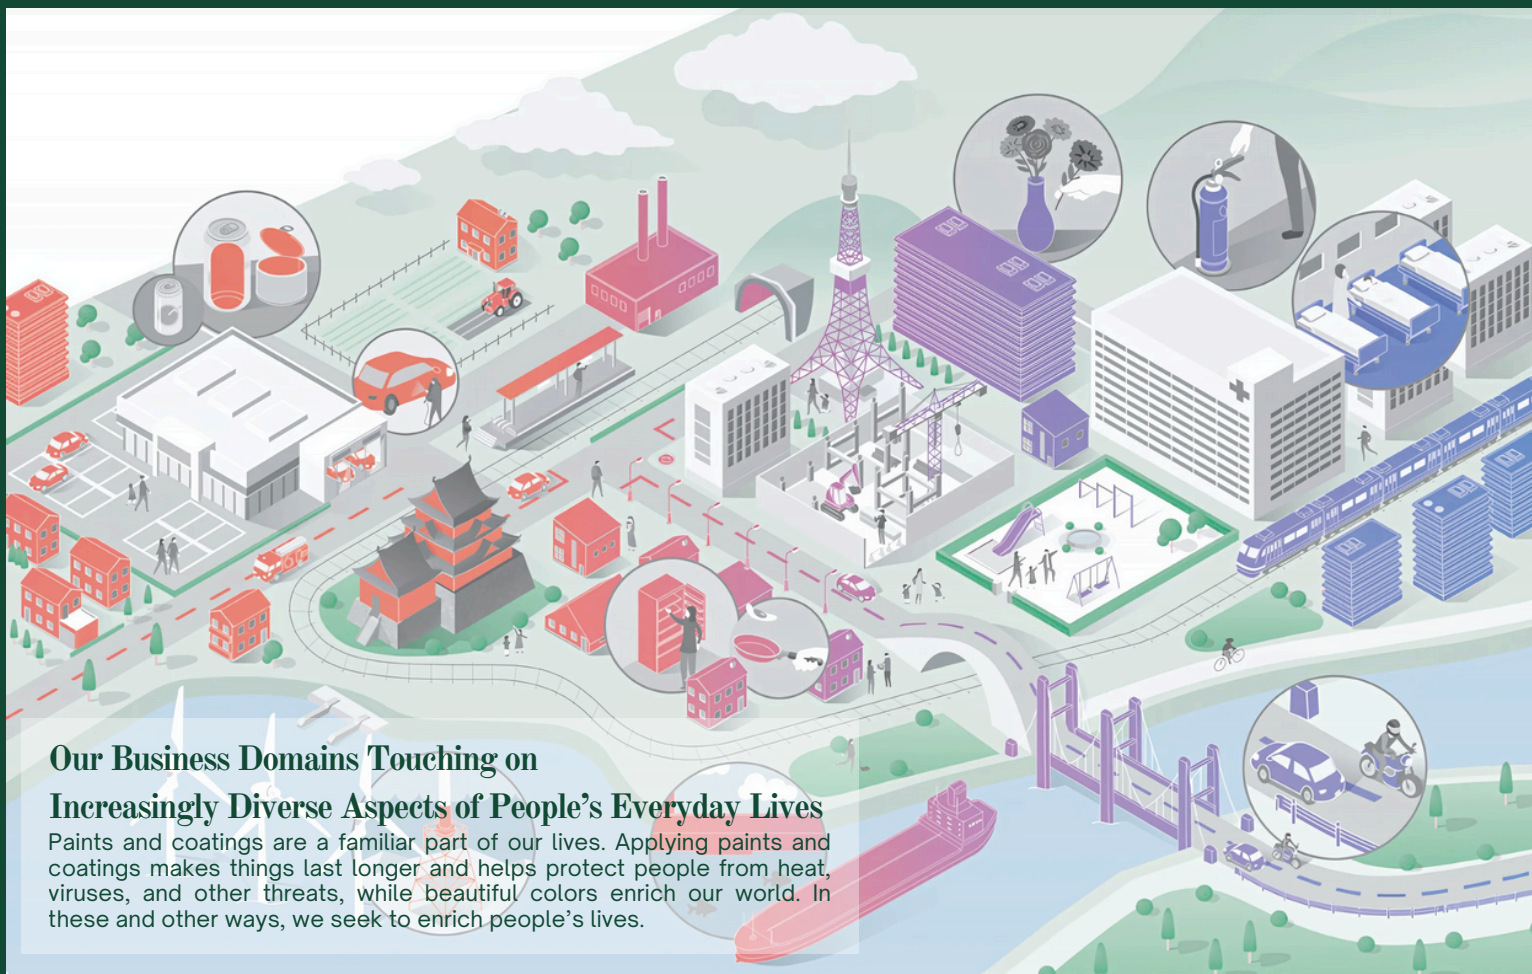 Our Business Domains Touching on
Increasingly Diverse Aspects of People’s Everyday Lives
Paints and coatings are a familiar part of our lives. Applying paints and
coatings makes things last longer and helps protect people from heat,
viruses, and other threats, while beautiful colors enrich our world. In
these and other ways, we seek to enrich people’s lives.